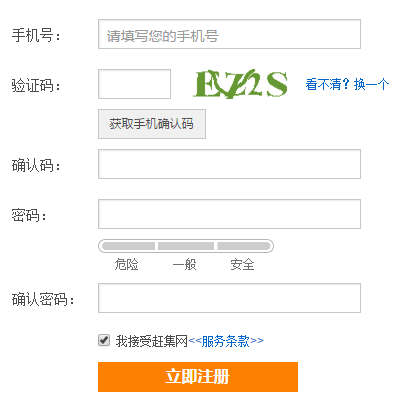 手机号： 请填写您的手机号
验证码： EZ2S 看不清？换一个
获取手机确认码
确认码：
密码：
危险 一般 安全
确认密码：
我接受赶集网<<服务条款>>
立即注册